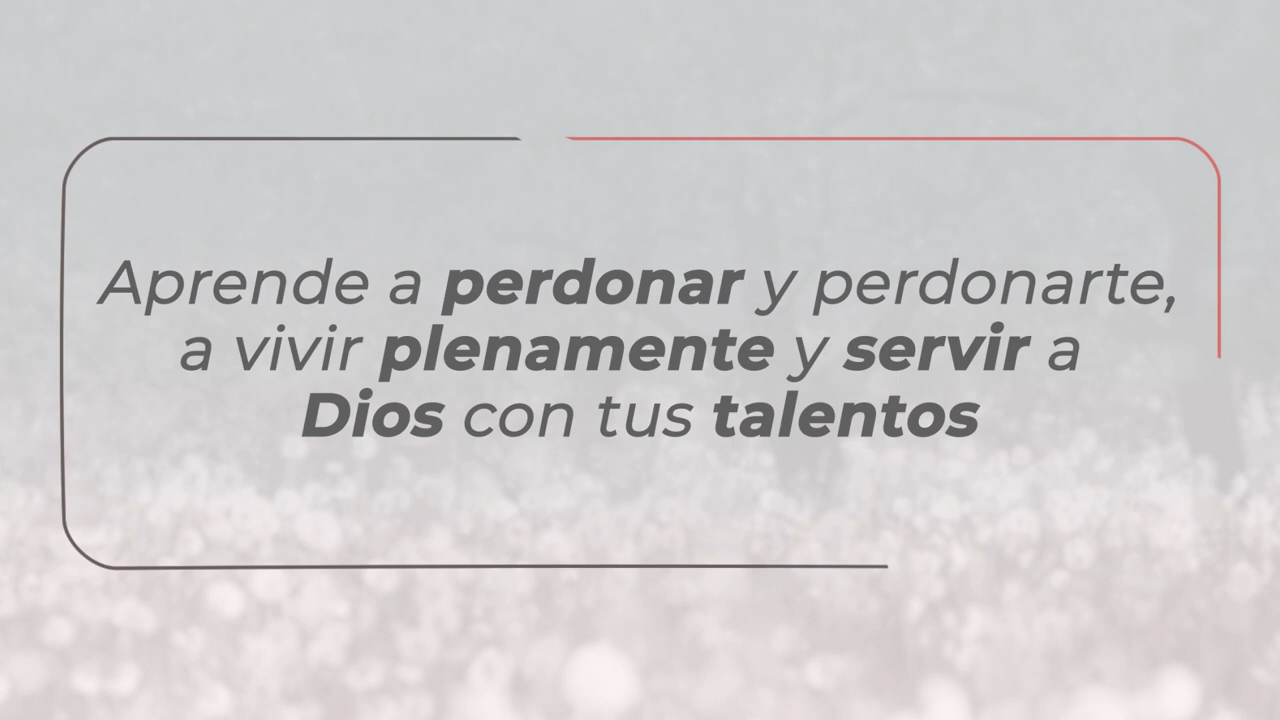 Aprende a perdonar y perdonarte,
a vivir plenamente y servir a
Dios con tus talentos